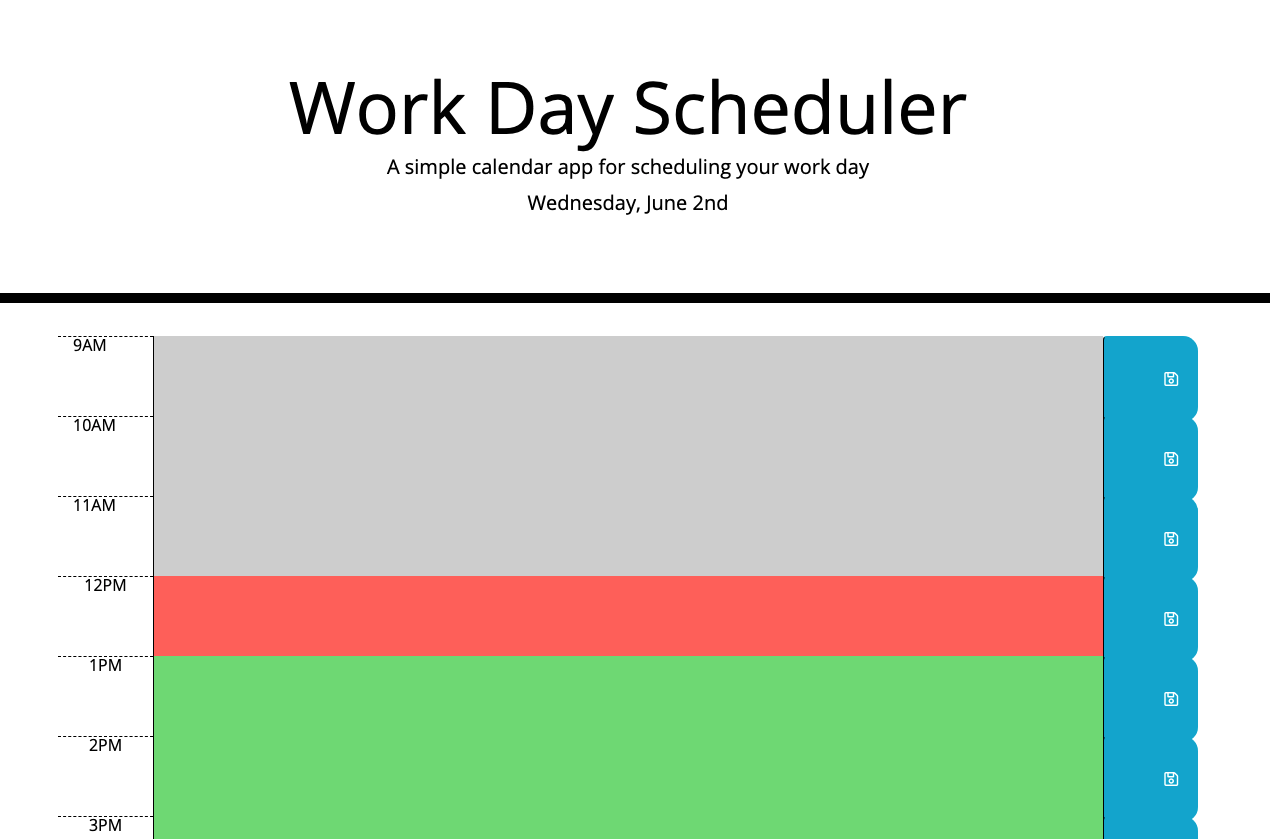 Work Day Scheduler
A simple calendar app for scheduling your work day
Wednesday, June 2nd
9AM
10AM
11AM
12PM
1PM
2PM
3PM